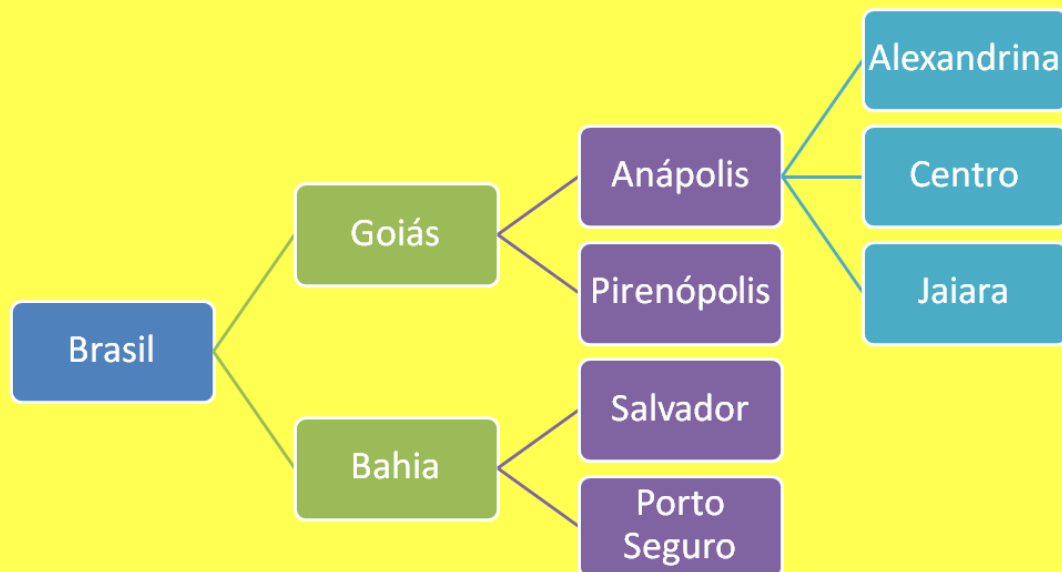 Brasil
Goiás
Anápolis
Alexandrina
Centro
Jaiara
Pirenópolis
Bahia
Salvador
Porto
Seguro